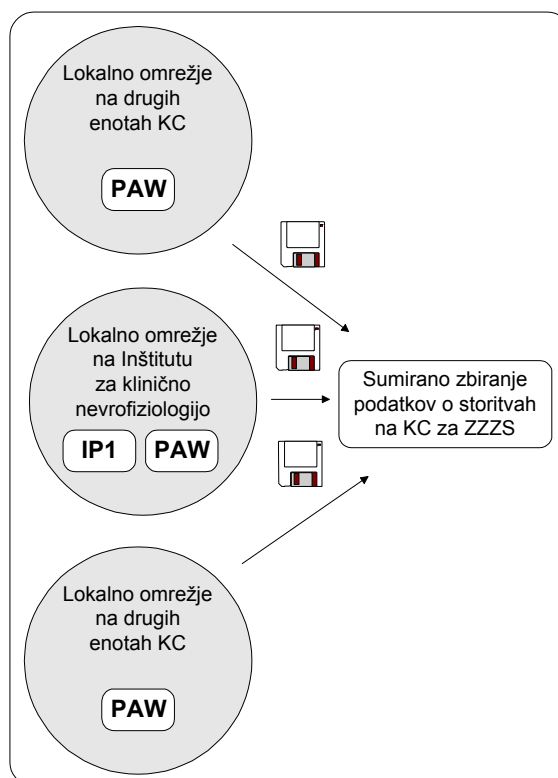 Lokalno omrežje
na drugih
enotah KC
PAW
Lokalno omrežje
na Inštitutu
za klinično
nevrofiziologijo
IP1 PAW
Sumirano zbiranje
podatkov o storitvah
na KC za ZZZS
Lokalno omrežje
na drugih
enotah KC
PAW